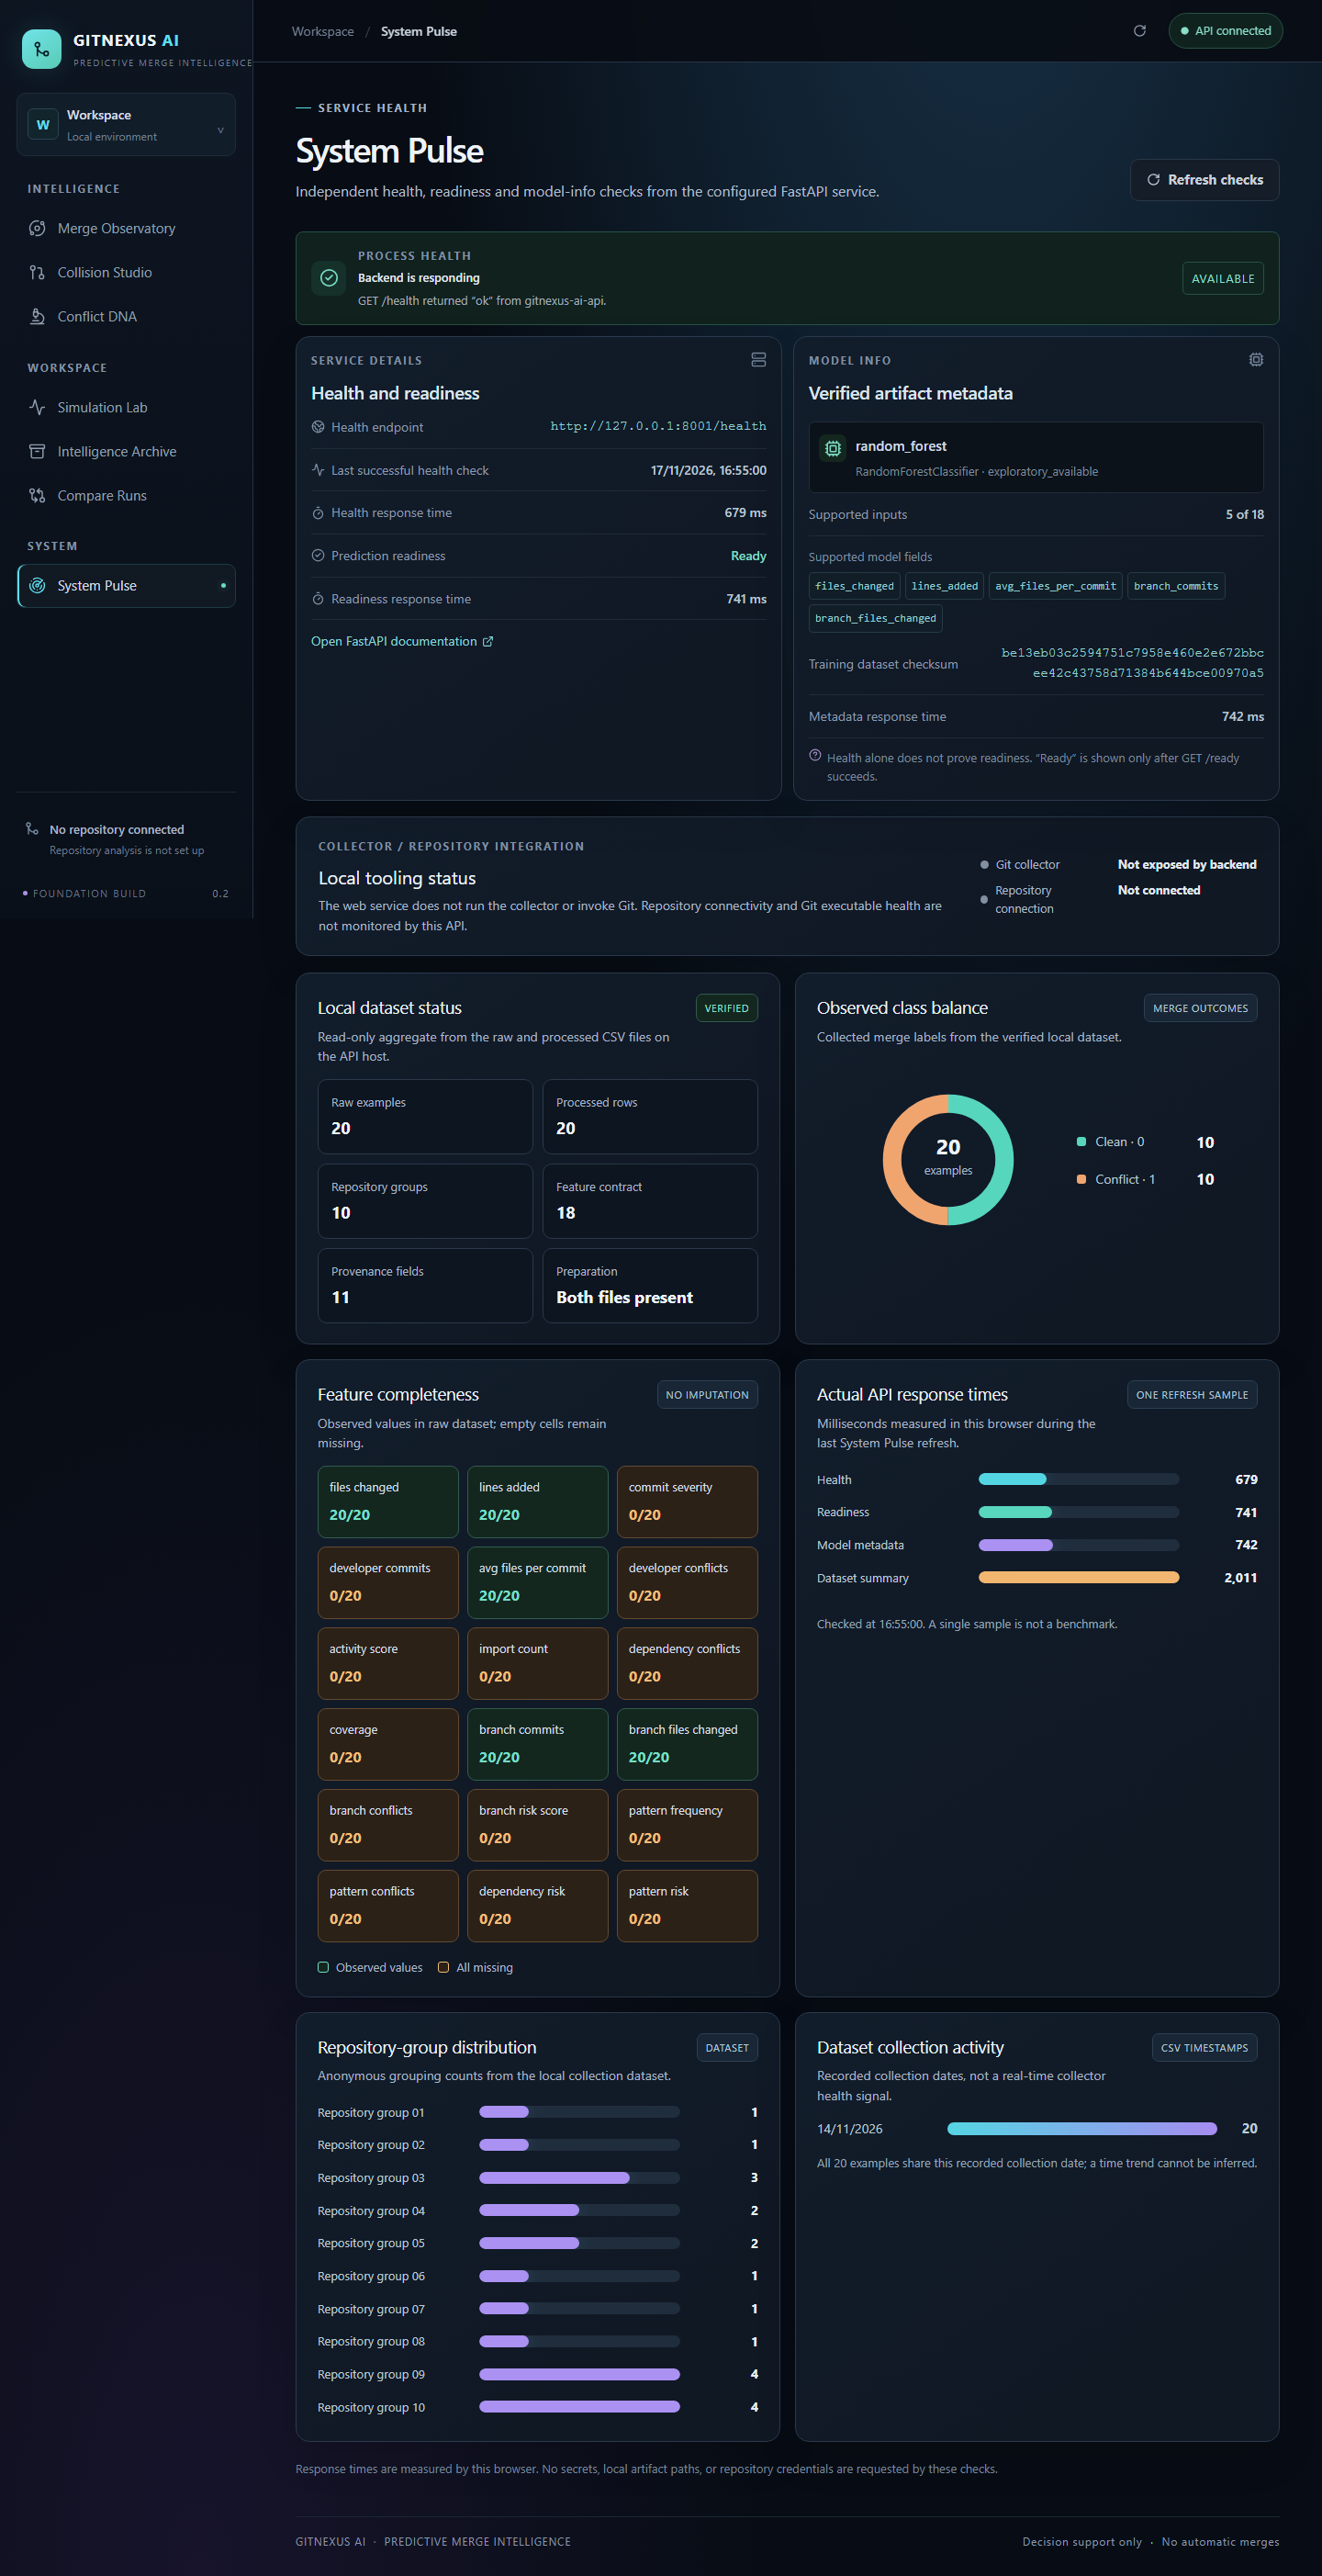 GITNEXUS AI
PREDICTIVE MERGE INTELLIGENCE
W
Workspace
Local environment
v
INTELLIGENCE
Merge Observatory
Collision Studio
Conflict DNA
WORKSPACE
Simulation Lab
Intelligence Archive
Compare Runs
SYSTEM
System Pulse
No repository connected
Repository analysis is not set up
FOUNDATION BUILD 0.2
Workspace / System Pulse
API connected
SERVICE HEALTH
System Pulse
Independent health, readiness and model-info checks from the configured FastAPI service.
Refresh checks
PROCESS HEALTH
Backend is responding
GET /health returned “ok” from gitnexus-ai-api.
AVAILABLE
SERVICE DETAILS
Health and readiness
Health endpoint http://127.0.0.1:8001/health
Last successful health check 17/11/2026, 16:55:00
Health response time 679 ms
Prediction readiness Ready
Readiness response time 741 ms
Open FastAPI documentation
MODEL INFO
Verified artifact metadata
random_forest
RandomForestClassifier · exploratory_available
Supported inputs 5 of 18
Supported model fields
files_changed lines_added avg_files_per_commit branch_commits
branch_files_changed
Training dataset checksum
be13eb03c2594751c7958e460e2e672bbc
ee42c43758d71384b644bce00970a5
Metadata response time 742 ms
Health alone does not prove readiness. “Ready” is shown only after GET /ready
succeeds.
COLLECTOR / REPOSITORY INTEGRATION
Local tooling status
The web service does not run the collector or invoke Git. Repository connectivity and Git executable health are
not monitored by this API.
Git collector Not exposed by backend
Repository
connection
Not connected
Local dataset status
VERIFIED
Read-only aggregate from the raw and processed CSV files on
the API host.
Raw examples
20
Processed rows
20
Repository groups
10
Feature contract
18
Provenance fields
11
Preparation
Both files present
Observed class balance
MERGE OUTCOMES
Collected merge labels from the verified local dataset.
20
examples
Clean · 0 10
Conflict · 1 10
Feature completeness
NO IMPUTATION
Observed values in raw dataset; empty cells remain
missing.
files changed
20/20
lines added
20/20
commit severity
0/20
developer commits
0/20
avg files per commit
20/20
developer conflicts
0/20
activity score
0/20
import count
0/20
dependency conflicts
0/20
coverage
0/20
branch commits
20/20
branch files changed
20/20
branch conflicts
0/20
branch risk score
0/20
pattern frequency
0/20
pattern conflicts
0/20
dependency risk
0/20
pattern risk
0/20
Observed values All missing
Actual API response times
ONE REFRESH SAMPLE
Milliseconds measured in this browser during the
last System Pulse refresh.
Health 679
Readiness 741
Model metadata 742
Dataset summary 2,011
Checked at 16:55:00. A single sample is not a benchmark.
Repository-group distribution
DATASET
Anonymous grouping counts from the local collection dataset.
Repository group 01 1
Repository group 02 1
Repository group 03 3
Repository group 04 2
Repository group 05 2
Repository group 06 1
Repository group 07 1
Repository group 08 1
Repository group 09 4
Repository group 10 4
Dataset collection activity
CSV TIMESTAMPS
Recorded collection dates, not a real-time collector
health signal.
14/11/2026 20
All 20 examples share this recorded collection date; a time trend cannot be inferred.
Response times are measured by this browser. No secrets, local artifact paths, or repository credentials are requested by these checks.
GITNEXUS AI · PREDICTIVE MERGE INTELLIGENCE
Decision support only · No automatic merges